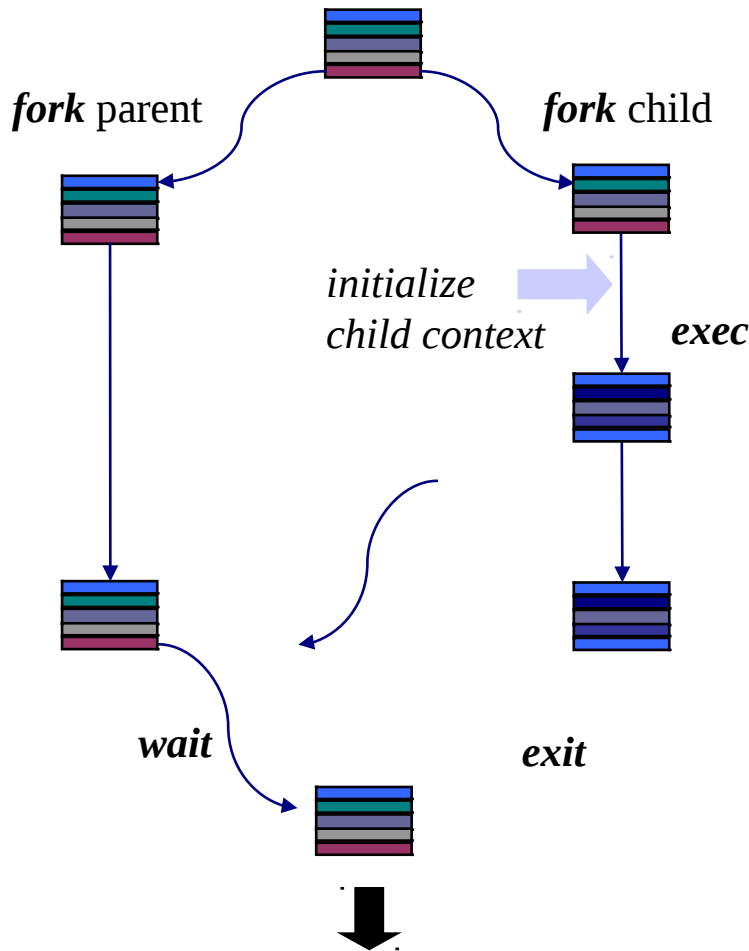 fork parent
fork child
initialize
child context
exec
wait
exit